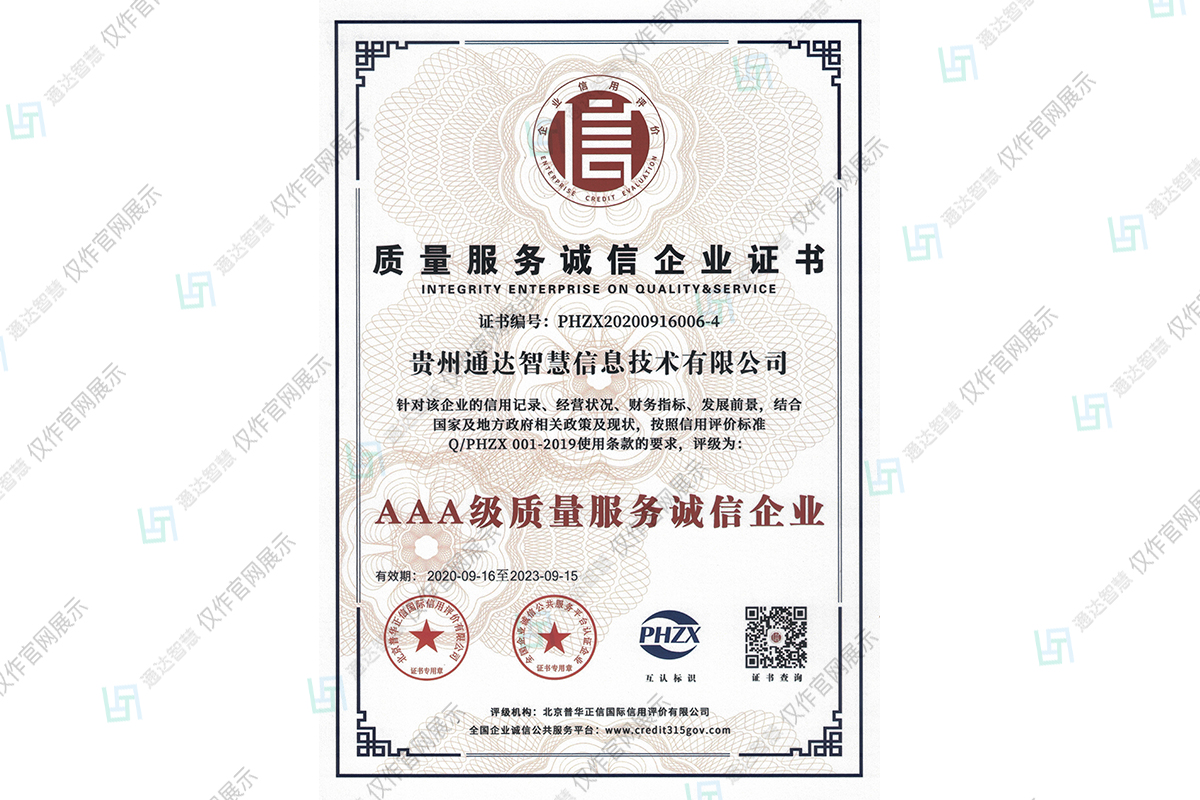 企业信用评价
ENTERPRISE CREDIT EVALUATION
质量服务诚信企业证书
INTEGRITY ENTERPRISE ON QUALITY&SERVICE
证书编号：PHZX20200916006-4
贵州通达智慧信息技术有限公司
针对该企业的信用记录、经营状况、财务指标、发展前景，结合
国家及地方政府相关政策及现状，按照信用评价标准
Q/PHZX 001-2019使用条款的要求，评级为：
AAA级质量服务诚信企业
有效期： 2020-09-16至2023-09-15
北京普华正信国际信用评价有限公司
证书专用章
全国企业诚信公共服务平台认证企业
证书专用章
PHZX
互认标识
证书查询
评级机构：北京普华正信国际信用评价有限公司
全国企业诚信公共服务平台：www.credit315gov.com
通达智慧 仅作官网展示